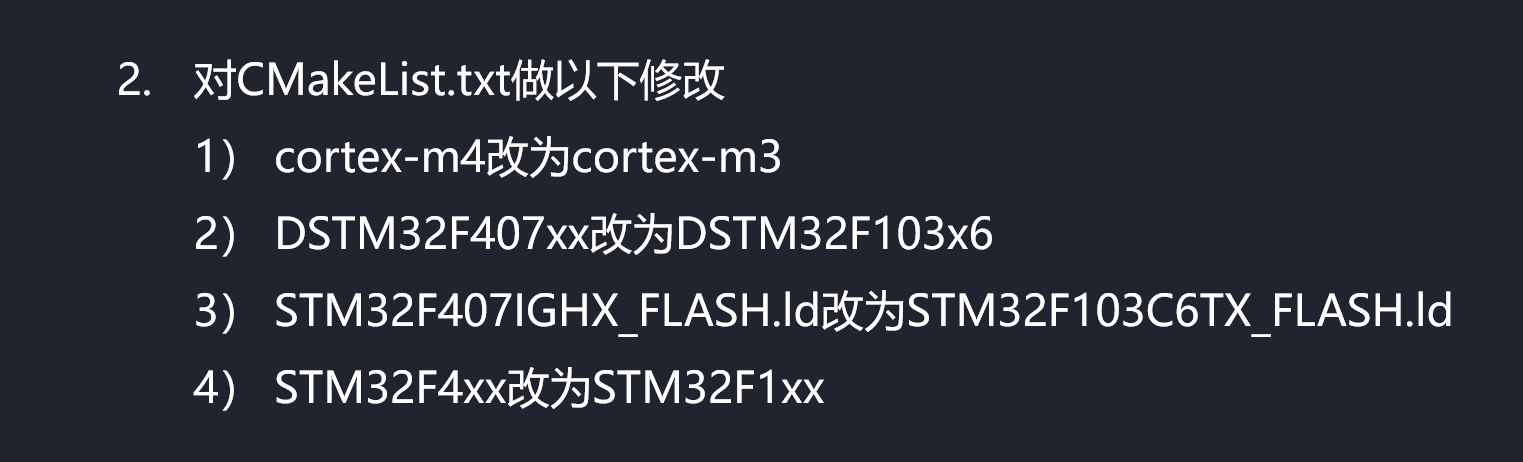 2. 对CMakeList.txt做以下修改
1） cortex-m4改为cortex-m3
2） DSTM32F407xx改为DSTM32F103x6
3） STM32F407IGHX_FLASH.ld改为STM32F103C6TX_FLASH.ld
4） STM32F4xx改为STM32F1xx